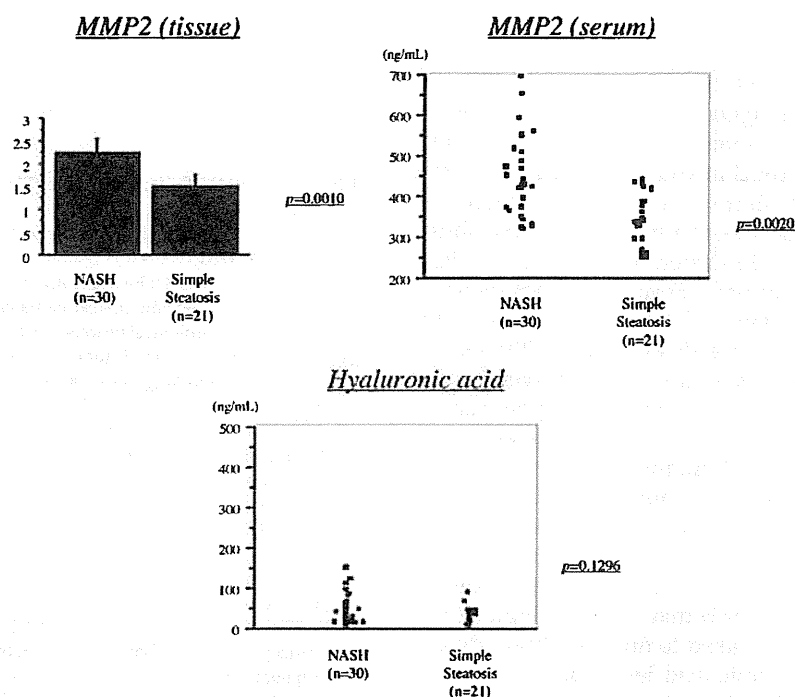 MMP2 (tissue)
3
2.5
2
1.5
1
.5
0
NASH
(n=30)
Simple
Steatosis
(n=21)
p=0.0010
MMP2 (serum)
(ng/mL)
700
600
500
400
300
200
NASH
(n=30)
Simple
Steatosis
(n=21)
p=0.0020
Hyaluronic acid
(ng/mL)
500
400
300
200
100
0
NASH
(n=30)
Simple
Steatosis
(n=21)
p=0.1296